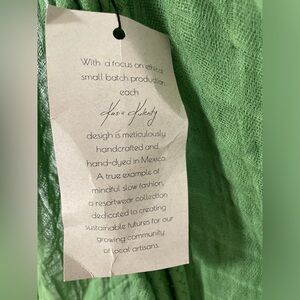 With a focus on ethical
small batch production
each
design is meticulously
handcrafted and
hand-dyed in Mexico.
A true example of
mindful slow fashion,
a resortwear collection
dedicated to creating
sustainable futures for our
growing community
of local artisans.